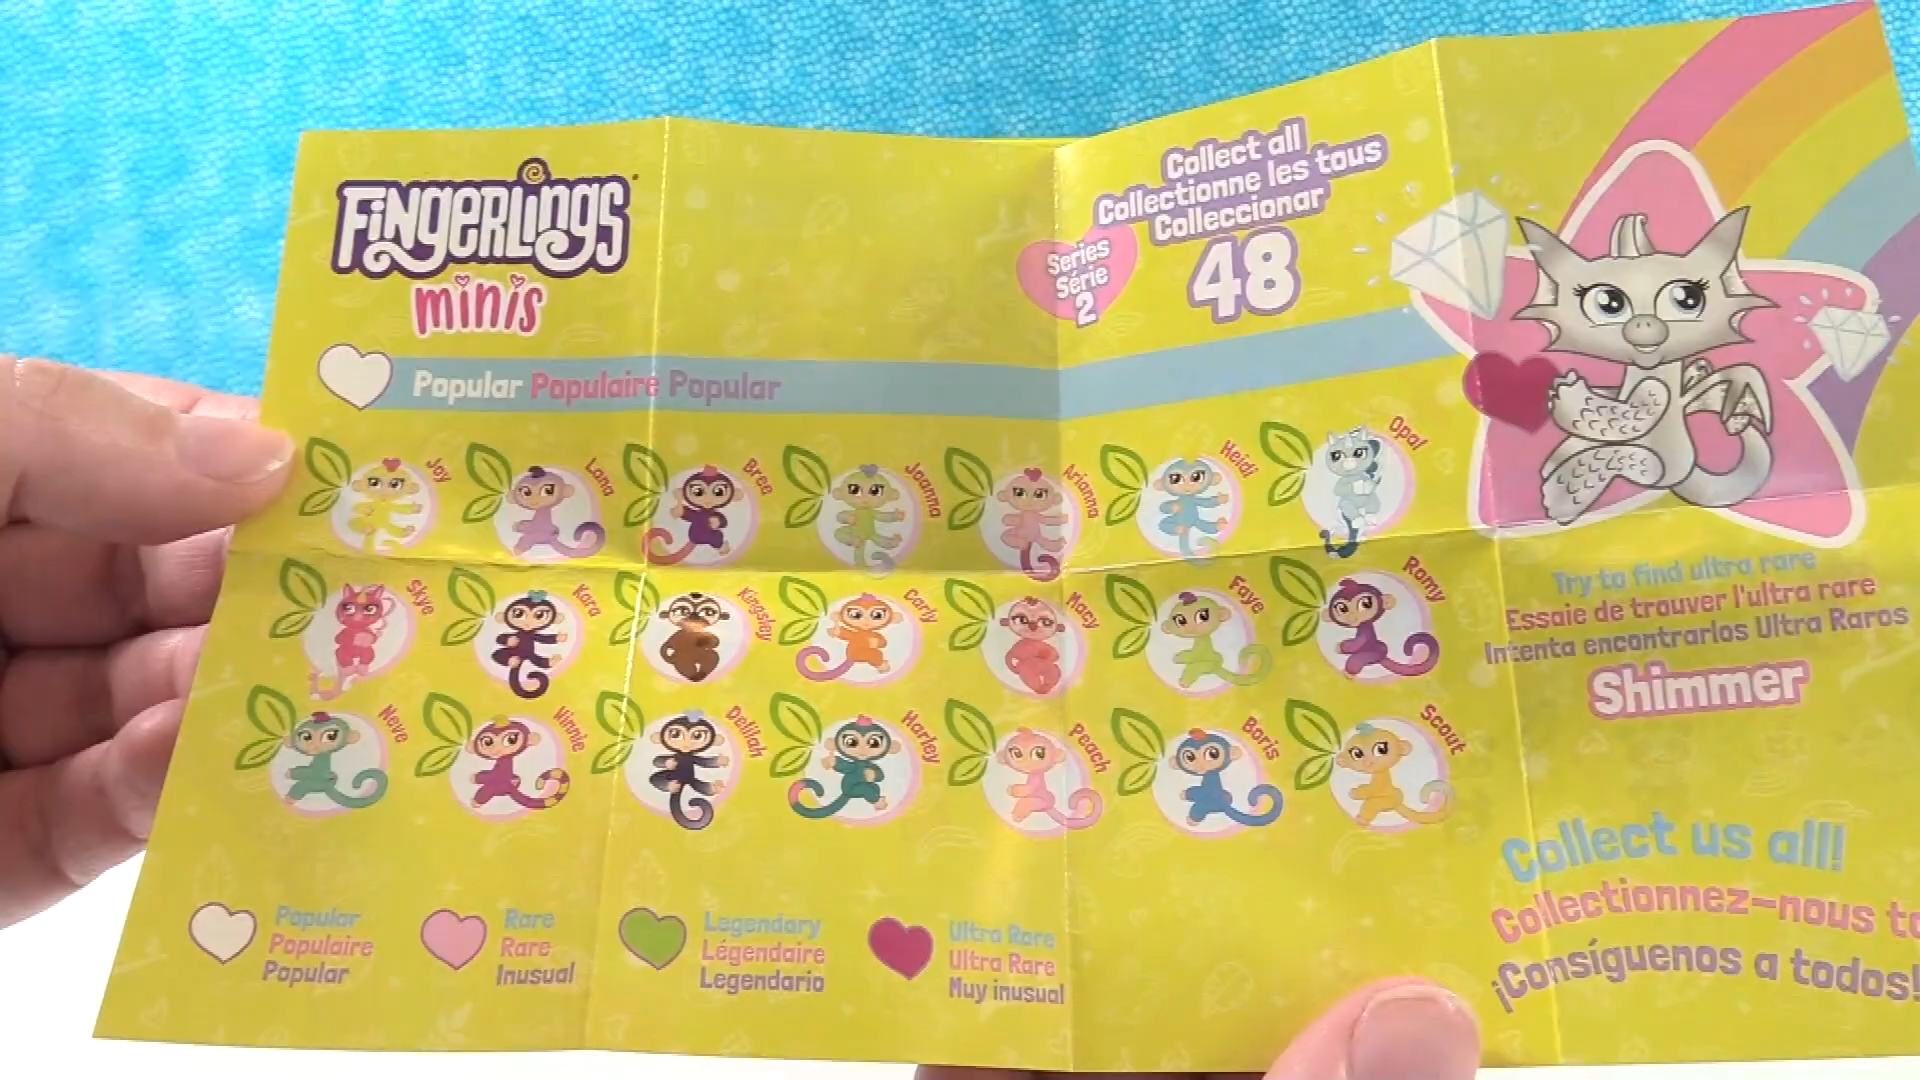 FINGERLINGS
minis
Collect all
Collectionne les tous
Colleccionar
48
Series
Série
2
Popular Populaire Popular
Joy Lana Bree Joanna Arianna Heidi Opal
Skye Kara Kingsley Carly Macy Faye Romy
Neve Vinnie Delilah Harley Peach Boris Scout
Try to find ultra rare
Essaie de trouver l'ultra rare
Intenta encontrarlos Ultra Raros
Shimmer
Collect us all!
Collectionnez-nous to
¡Consíguenos a todos!
Popular
Populaire
Popular
Rare
Rare
Inusual
Legendary
Légendaire
Legendario
Ultra Rare
Ultra Rare
Muy inusual